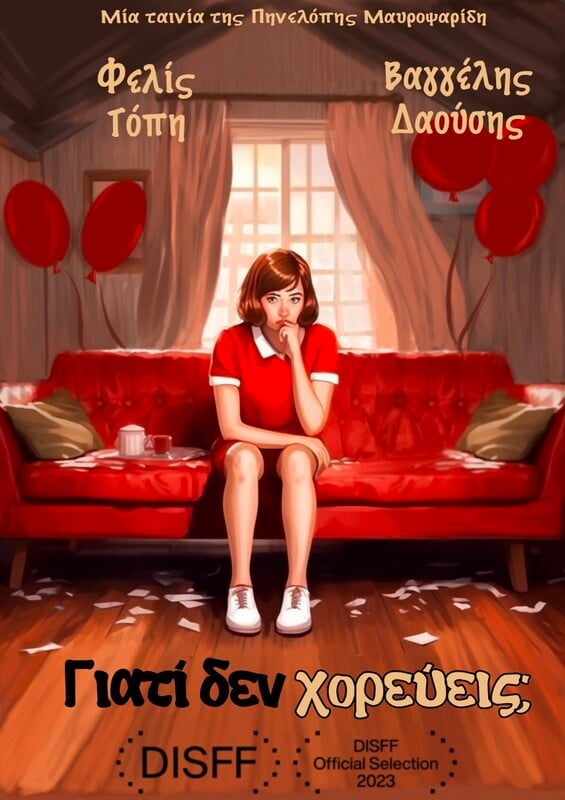 Μία ταινία της Πηνελόπης Μαυροψαρίδη
Φελίς
Τόπη
Βαγγέλης
Δαούσης
Γιατί δεν χορεύεις;
DISFF
DISFF
Official Selection
2023